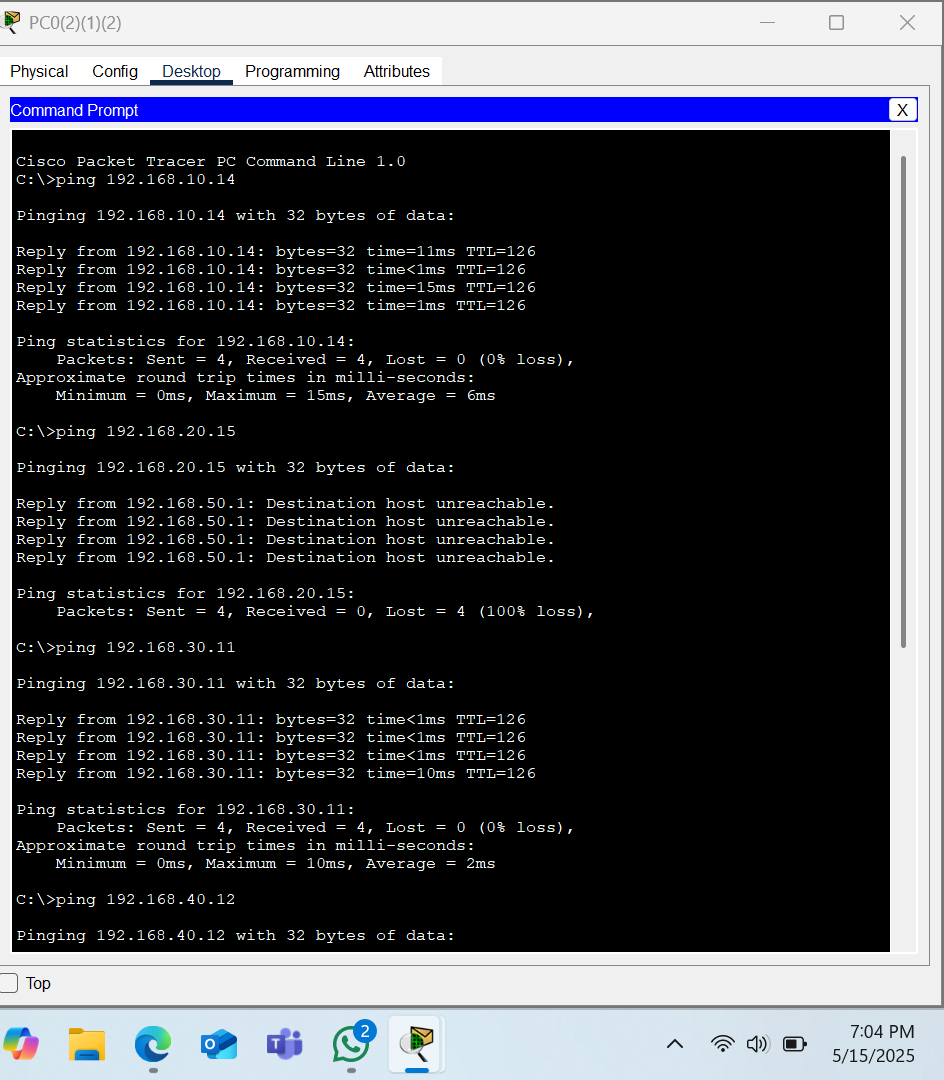 PC0(2)(1)(2)
Physical Config Desktop Programming Attributes
Command Prompt X
Cisco Packet Tracer PC Command Line 1.0
C:\>ping 192.168.10.14
Pinging 192.168.10.14 with 32 bytes of data:
Reply from 192.168.10.14: bytes=32 time=11ms TTL=126
Reply from 192.168.10.14: bytes=32 time<1ms TTL=126
Reply from 192.168.10.14: bytes=32 time=15ms TTL=126
Reply from 192.168.10.14: bytes=32 time=1ms TTL=126
Ping statistics for 192.168.10.14:
Packets: Sent = 4, Received = 4, Lost = 0 (0% loss),
Approximate round trip times in milli-seconds:
Minimum = 0ms, Maximum = 15ms, Average = 6ms
C:\>ping 192.168.20.15
Pinging 192.168.20.15 with 32 bytes of data:
Reply from 192.168.50.1: Destination host unreachable.
Reply from 192.168.50.1: Destination host unreachable.
Reply from 192.168.50.1: Destination host unreachable.
Reply from 192.168.50.1: Destination host unreachable.
Ping statistics for 192.168.20.15:
Packets: Sent = 4, Received = 0, Lost = 4 (100% loss),
C:\>ping 192.168.30.11
Pinging 192.168.30.11 with 32 bytes of data:
Reply from 192.168.30.11: bytes=32 time<1ms TTL=126
Reply from 192.168.30.11: bytes=32 time<1ms TTL=126
Reply from 192.168.30.11: bytes=32 time<1ms TTL=126
Reply from 192.168.30.11: bytes=32 time=10ms TTL=126
Ping statistics for 192.168.30.11:
Packets: Sent = 4, Received = 4, Lost = 0 (0% loss),
Approximate round trip times in milli-seconds:
Minimum = 0ms, Maximum = 10ms, Average = 2ms
C:\>ping 192.168.40.12
Pinging 192.168.40.12 with 32 bytes of data:
Top
2
7:04 PM
5/15/2025